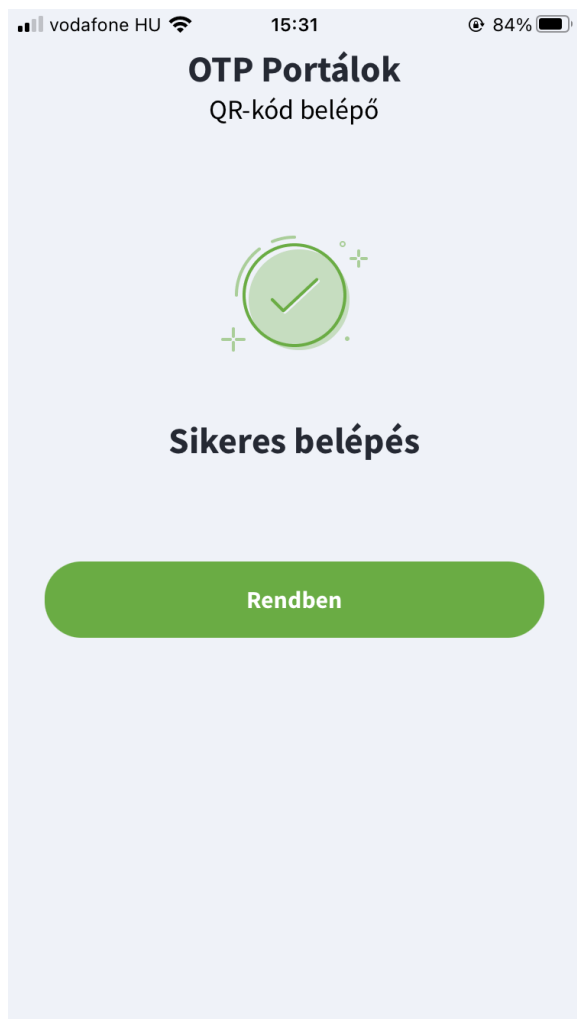 vodafone HU 15:31 84%
OTP Portálok
QR-kód belépő
Sikeres belépés
Rendben